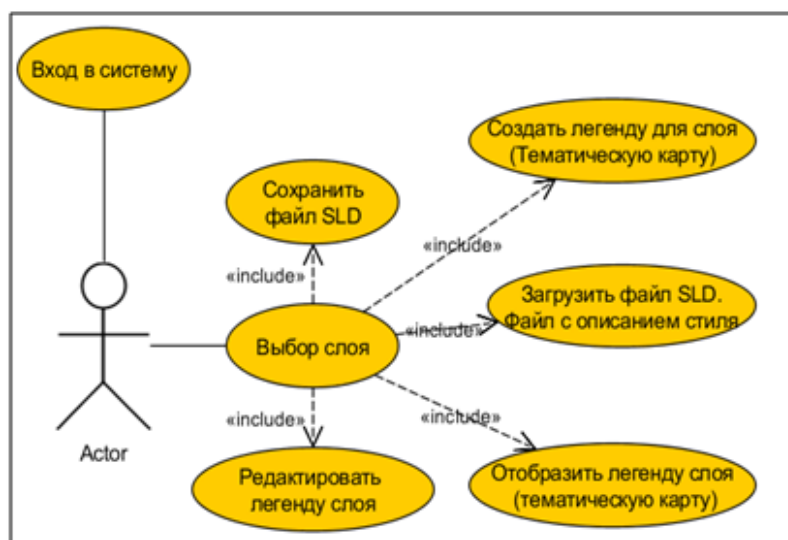 Вход в систему
Создать легенду для слоя
(Тематическую карту)
Сохранить
файл SLD
«include»
«include»
Загрузить файл SLD.
Файл с описанием стиля
«include»
Выбор слоя
«include»
«include»
Actor
Редактировать
легенду слоя
Отобразить легенду слоя
(тематическую карту)